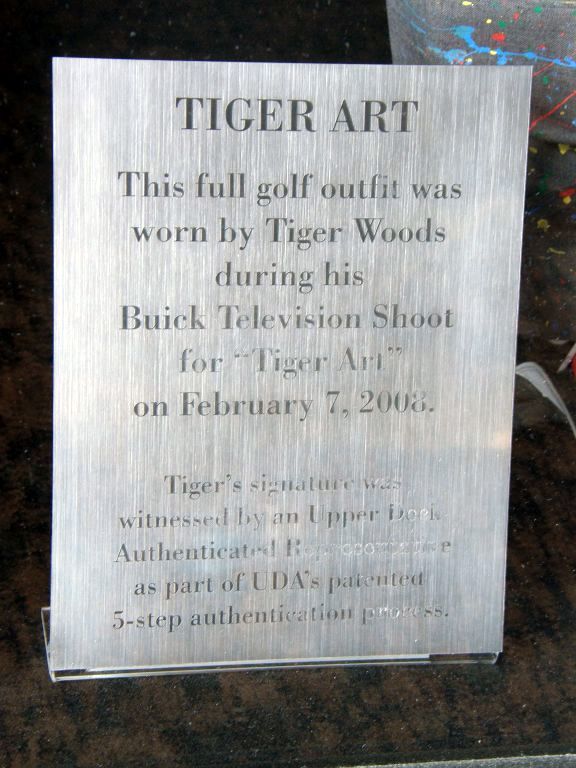 TIGER ART
This full golf outfit was
worn by Tiger Woods
during his
Buick Television Shoot
for "Tiger Art"
on February 7, 2008.
Tiger's signature was
witnessed by an Upper Deck
Authenticated Representative
as part of UDA's patented
5-step authentication process.